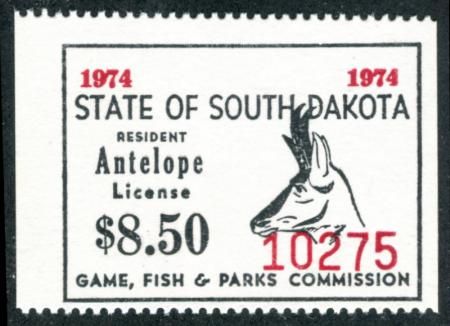 1974 1974
STATE OF SOUTH DAKOTA
RESIDENT
Antelope
License
$8.50
10275
GAME, FISH & PARKS COMMISSION